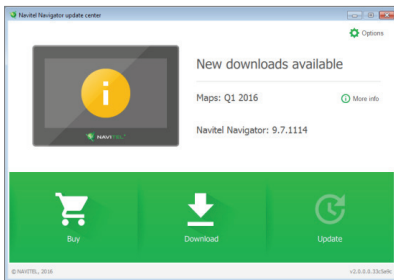 Navitel Navigator update center
Options
New downloads available
Maps: Q1 2016
More info
Navitel Navigator: 9.7.1114
NAVITEL
Buy
Download
Update
© NAVITEL, 2016